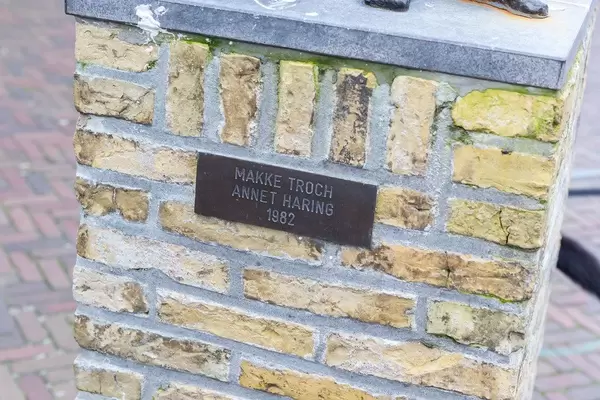 MAKKE TROCH
ANNET HARING
1982